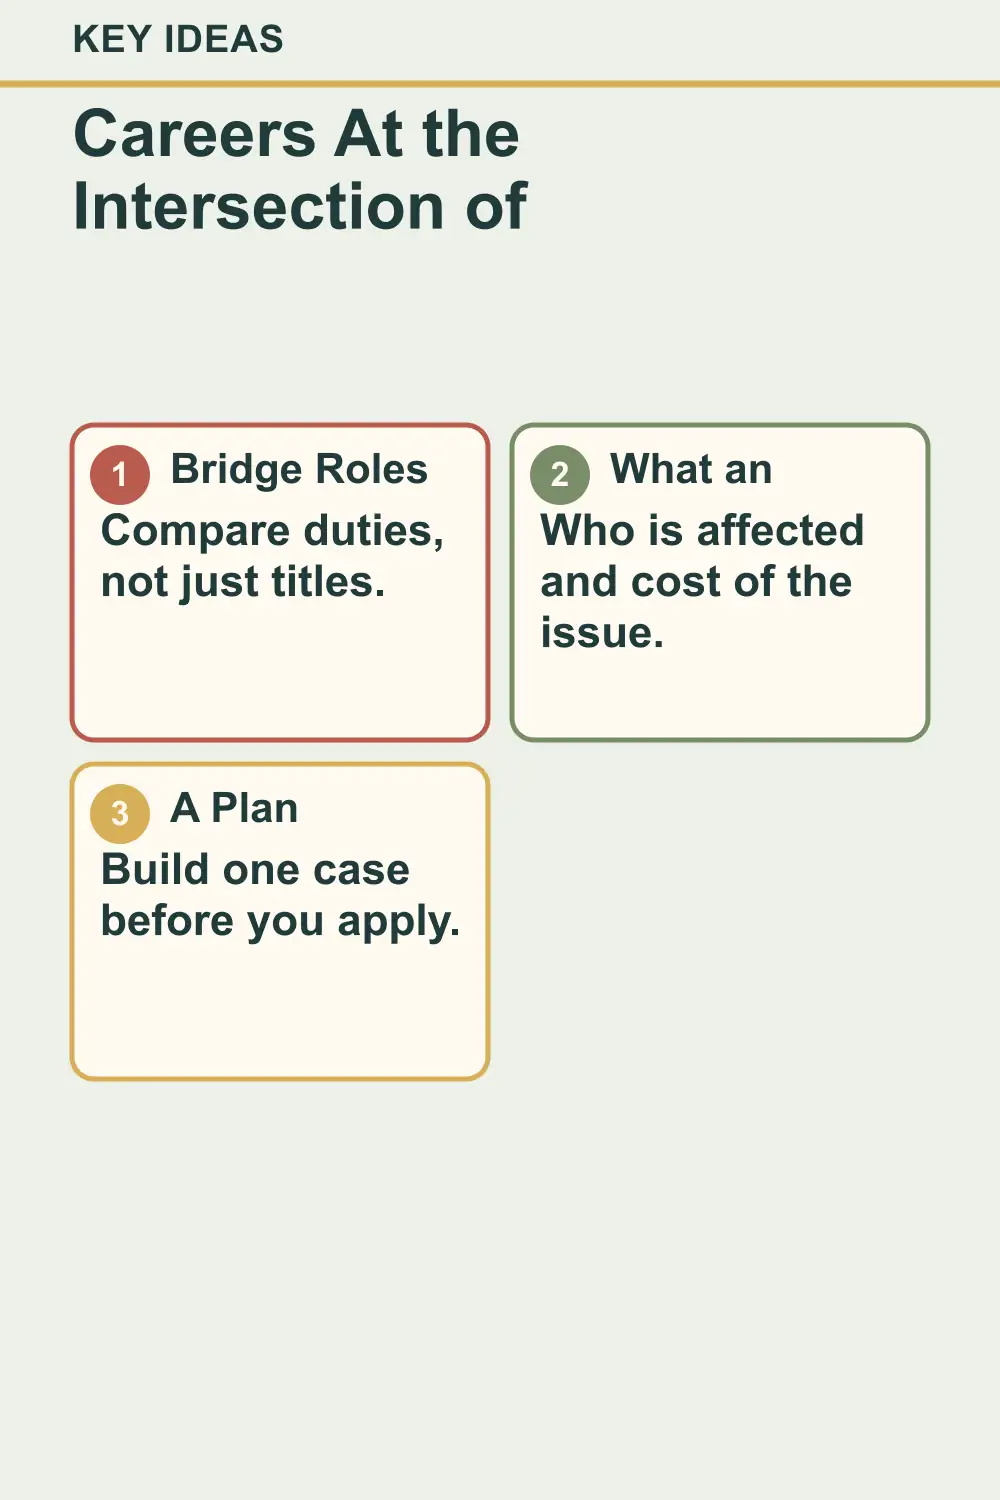 KEY IDEAS
Careers At the
Intersection of
1 Bridge Roles
Compare duties,
not just titles.
2 What an
Who is affected
and cost of the
issue.
3 A Plan
Build one case
before you apply.